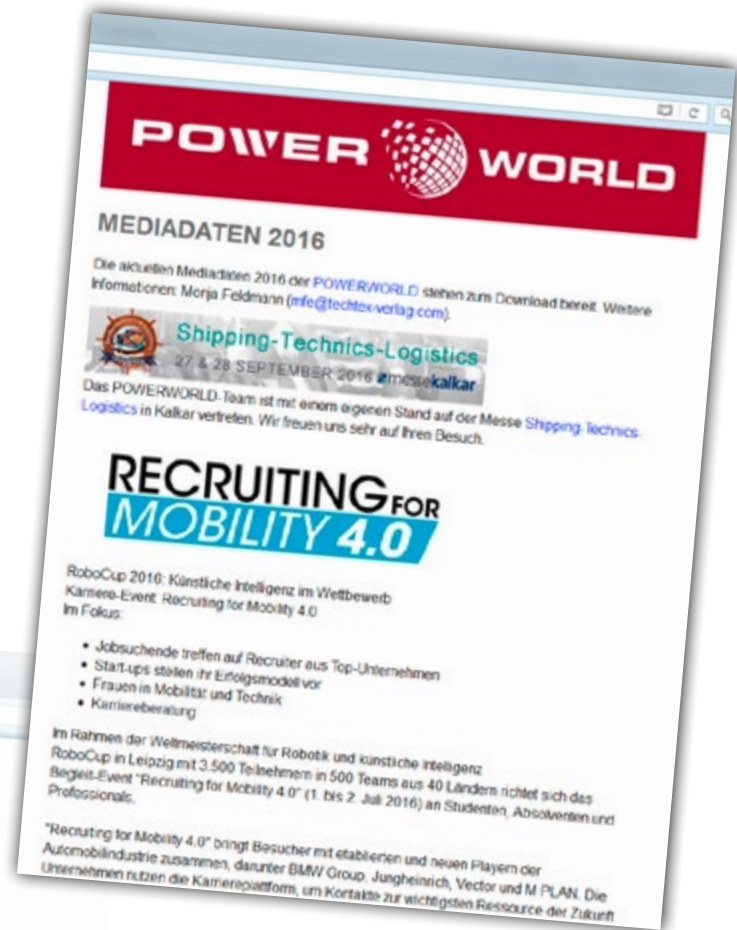 POWER WORLD
MEDIADATEN 2016
Die aktuellen Mediadaten 2016 der POWERWORLD stehen zum Download bereit. Weitere
Informationen: Monja Feldmann (mfe@techtex-verlag.com).
Shipping-Technics-Logistics
27 & 28 SEPTEMBER 2016 messekalkar
Das POWERWORLD-Team ist mit einem eigenen Stand auf der Messe Shipping-Technics-
Logistics in Kalkar vertreten. Wir freuen uns sehr auf Ihren Besuch.
RECRUITING FOR
MOBILITY 4.0
RoboCup 2016: Künstliche Intelligenz im Wettbewerb
Karriere-Event: Recruiting for Mobility 4.0
Im Fokus:
• Jobsuchende treffen auf Recruiter aus Top-Unternehmen
• Start-ups stellen ihr Erfolgsmodell vor
• Frauen in Mobilität und Technik
• Karriereberatung
Im Rahmen der Weltmeisterschaft für Robotik und künstliche Intelligenz
RoboCup in Leipzig mit 3.500 Teilnehmern in 500 Teams aus 40 Ländern richtet sich das
Begleit-Event "Recruiting for Mobility 4.0" (1. bis 2. Juli 2016) an Studenten, Absolventen und
Professionals.
"Recruiting for Mobility 4.0" bringt Besucher mit etablierten und neuen Playern der
Automobilindustrie zusammen, darunter BMW Group, Jungheinrich, Vector und M PLAN. Die
Unternehmen nutzen die Karriereplattform, um Kontakte zur wichtigsten Ressource der Zukunft